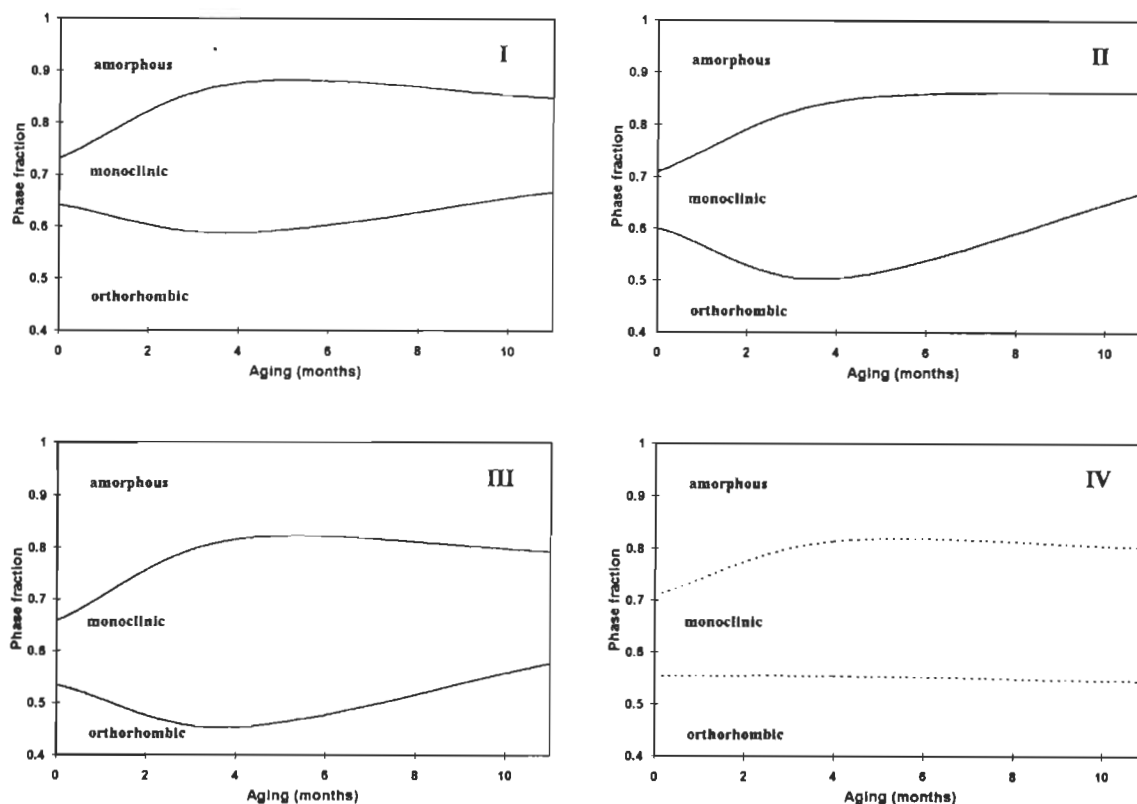 I
1
0.9
0.8
0.7
0.6
0.5
0.4
Phase fraction
amorphous
monoclinic
orthorhombic
0 2 4 6 8 10
Aging (months)
II
1
0.9
0.8
0.7
0.6
0.5
0.4
Phase fraction
amorphous
monoclinic
orthorhombic
0 2 4 6 8 10
Aging (months)
III
1
0.9
0.8
0.7
0.6
0.5
0.4
Phase fraction
amorphous
monoclinic
orthorhombic
0 2 4 6 8 10
Aging (months)
IV
1
0.9
0.8
0.7
0.6
0.5
0.4
Phase fraction
amorphous
monoclinic
orthorhombic
0 2 4 6 8 10
Aging (months)